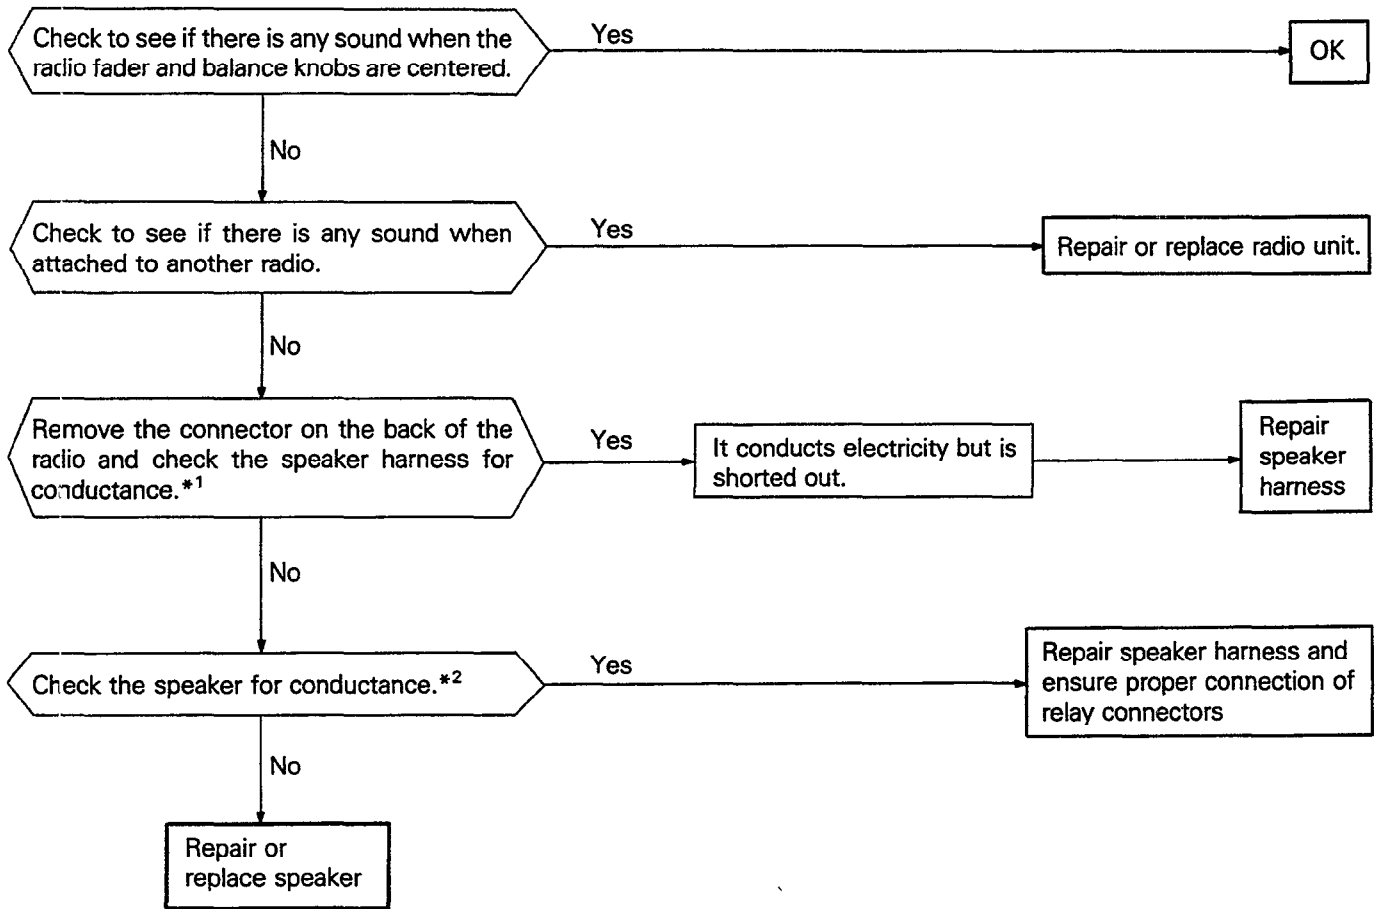 Check to see if there is any sound when the
radio fader and balance knobs are centered.
Yes
OK
No
Check to see if there is any sound when
attached to another radio.
Yes
Repair or replace radio unit.
No
Remove the connector on the back of the
radio and check the speaker harness for
conductance.*1
Yes
It conducts electricity but is
shorted out.
Repair
speaker
harness
No
Check the speaker for conductance.*2
Yes
Repair speaker harness and
ensure proper connection of
relay connectors
No
Repair or
replace speaker